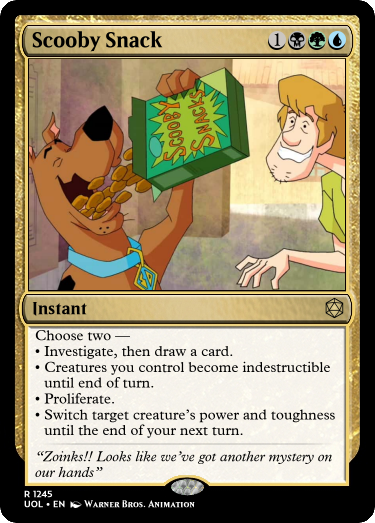 Scooby Snack 1
SCOOBY
SNACKS
Instant
Choose two —
• Investigate, then draw a card.
• Creatures you control become indestructible
until end of turn.
• Proliferate.
• Switch target creature's power and toughness
until the end of your next turn.
“Zoinks!! Looks like we've got another mystery on
our hands”
R 1245
UOL • EN Warner Bros. Animation